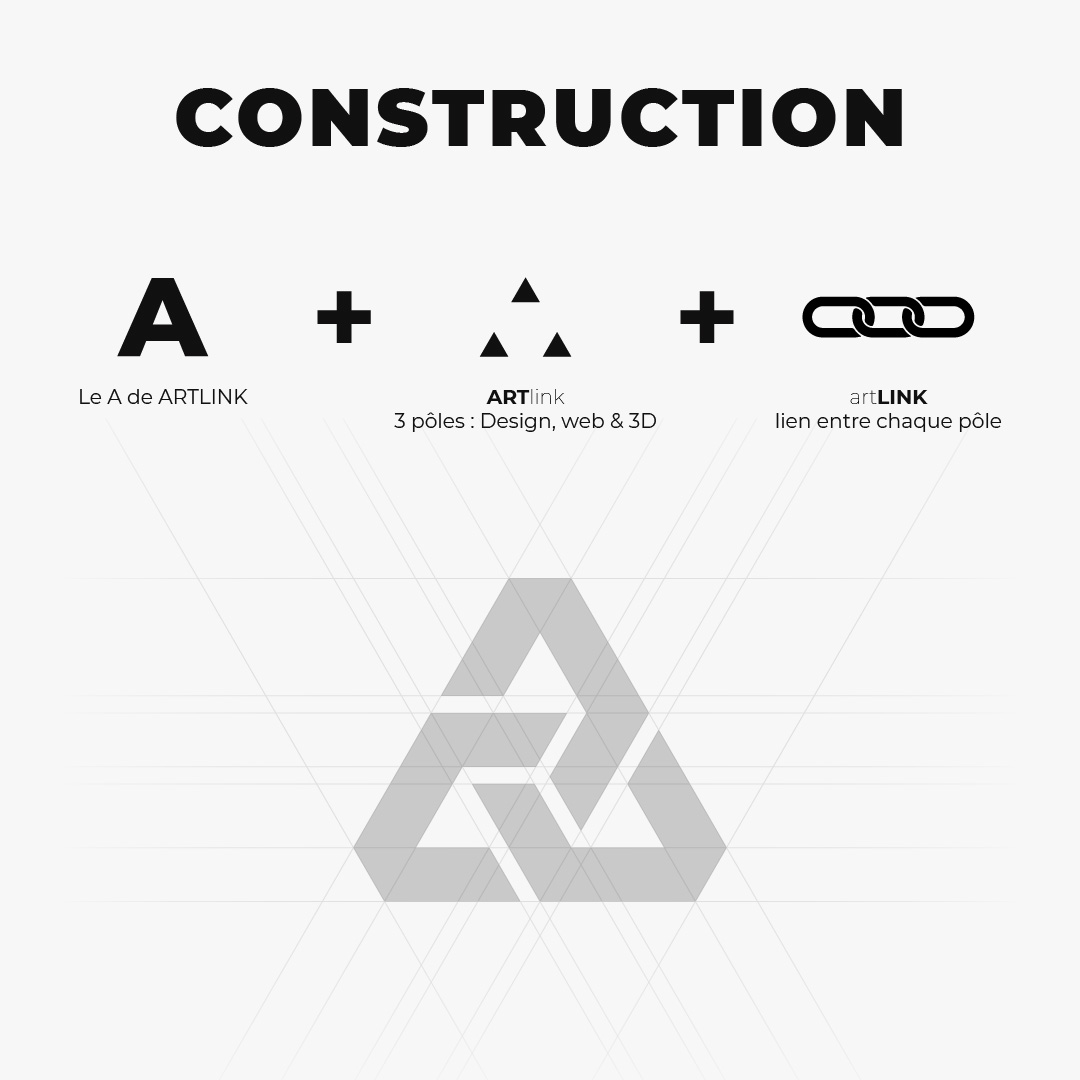 CONSTRUCTION
A
Le A de ARTLINK
ARTlink
3 pôles : Design, web & 3D
artLINK
lien entre chaque pôle